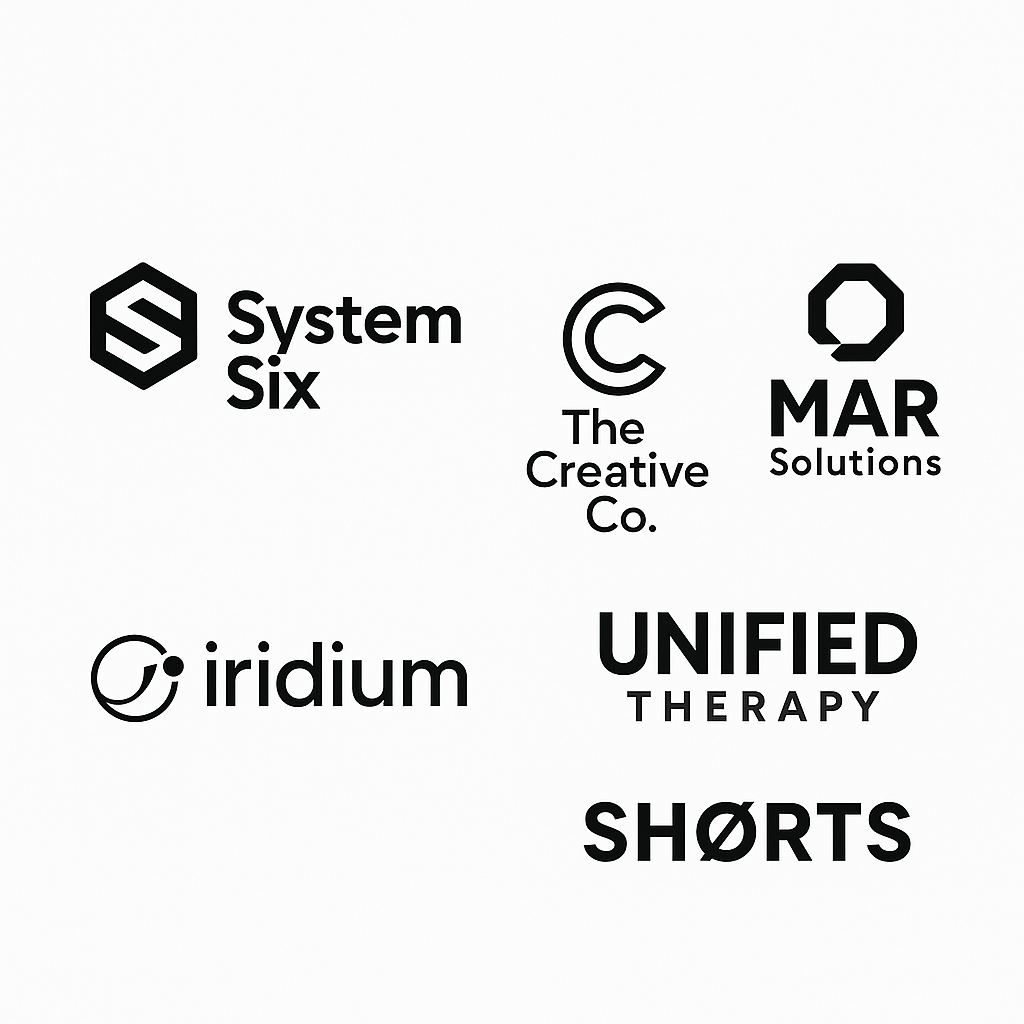 System
Six
The
Creative
Co.
MAR
Solutions
iridium
UNIFIED
THERAPY
SHØRTS